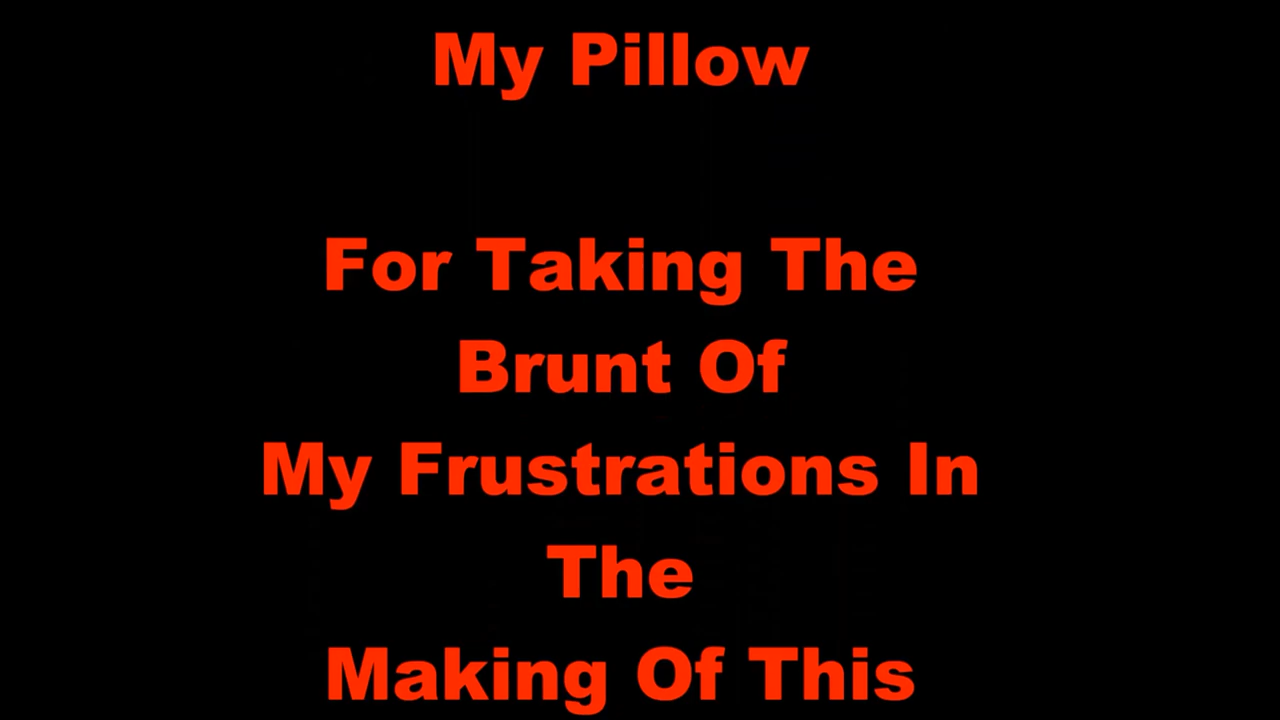 My Pillow
For Taking The
Brunt Of
My Frustrations In
The
Making Of This